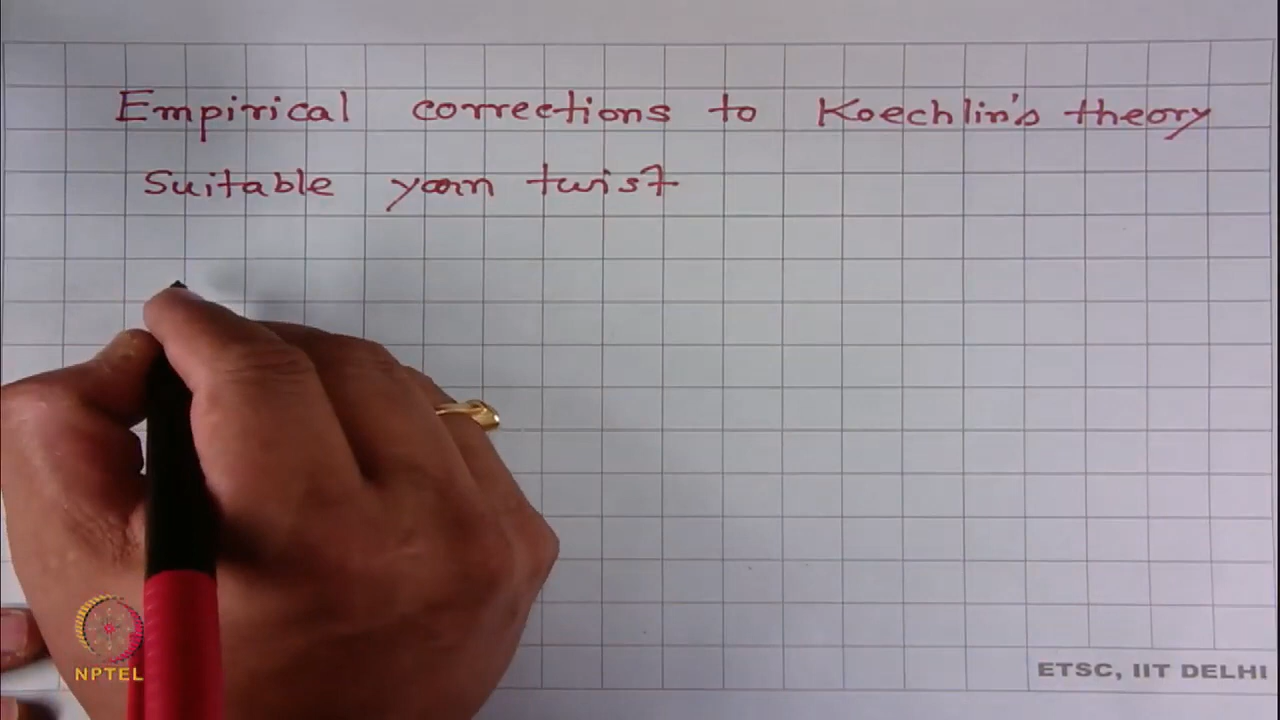 Empirical corrections to Koechlin's theory
Suitable yarn twist
NPTEL
ETSC, IIT DELHI